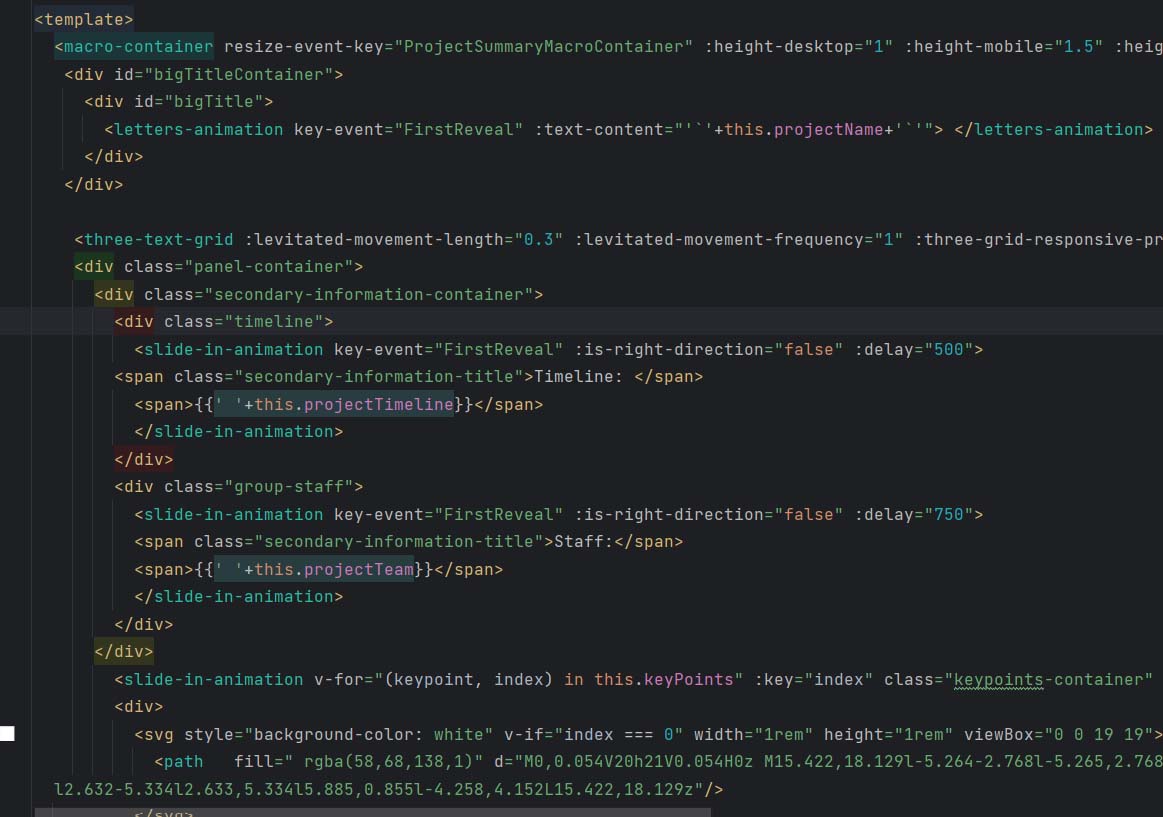 <template>
<macro-container resize-event-key="ProjectSummaryMacroContainer" :height-desktop="1" :height-mobile="1.5" :heig
<div id="bigTitleContainer">
<div id="bigTitle">
<letters-animation key-event="FirstReveal" :text-content="'`'+this.projectName+'`'"> </letters-animation>
</div>
</div>
<three-text-grid :levitated-movement-length="0.3" :levitated-movement-frequency="1" :three-grid-responsive-pr
<div class="panel-container">
<div class="secondary-information-container">
<div class="timeline">
<slide-in-animation key-event="FirstReveal" :is-right-direction="false" :delay="500">
<span class="secondary-information-title">Timeline: </span>
<span>{{' '+this.projectTimeline}}</span>
</slide-in-animation>
</div>
<div class="group-staff">
<slide-in-animation key-event="FirstReveal" :is-right-direction="false" :delay="750">
<span class="secondary-information-title">Staff:</span>
<span>{{' '+this.projectTeam}}</span>
</slide-in-animation>
</div>
</div>
<slide-in-animation v-for="(keypoint, index) in this.keyPoints" :key="index" class="keypoints-container"
<div>
<svg style="background-color: white" v-if="index === 0" width="1rem" height="1rem" viewBox="0 0 19 19">
<path   fill=" rgba(58,68,138,1)" d="M0,0.054V20h21V0.054H0z M15.422,18.129l-5.264-2.768l-5.265,2.768
l2.632-5.334l2.633,5.334l5.885,0.855l-4.258,4.152L15.422,18.129z"/>
</svg>